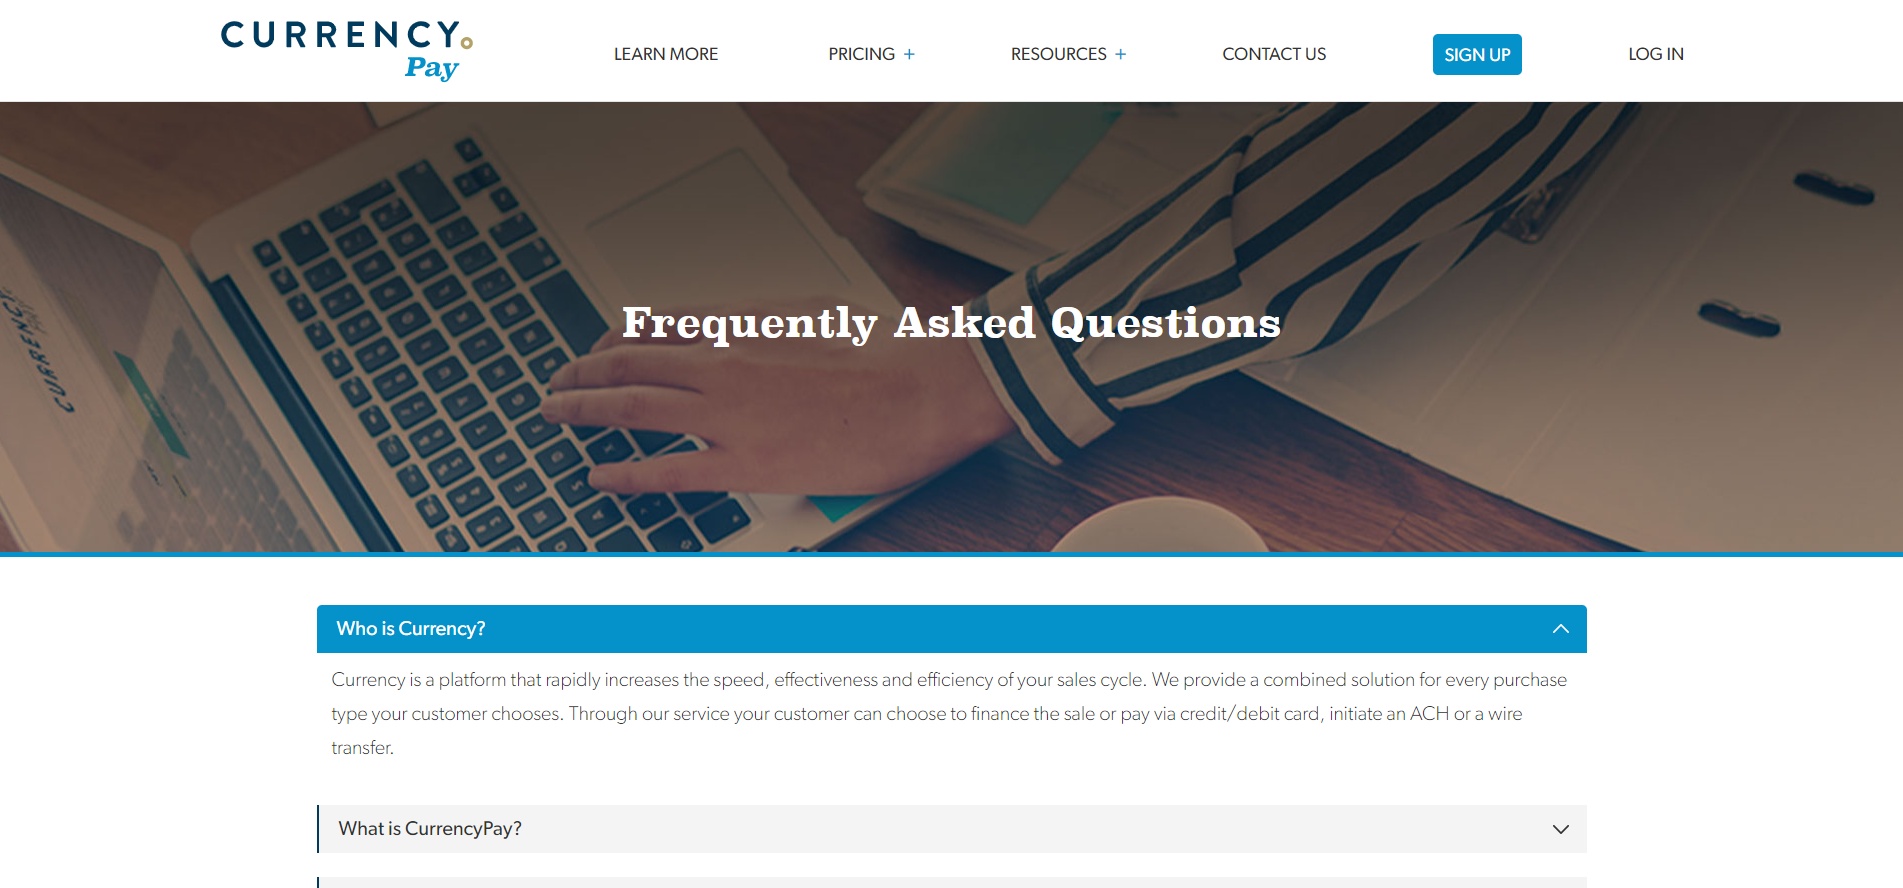 CURRENCY
Pay
LEARN MORE
PRICING +
RESOURCES +
CONTACT US
SIGN UP
LOG IN
CURRENCY
Frequently Asked Questions
Who is Currency?
Currency is a platform that rapidly increases the speed, effectiveness and efficiency of your sales cycle. We provide a combined solution for every purchase
type your customer chooses. Through our service your customer can choose to finance the sale or pay via credit/debit card, initiate an ACH or a wire
transfer.
What is CurrencyPay?